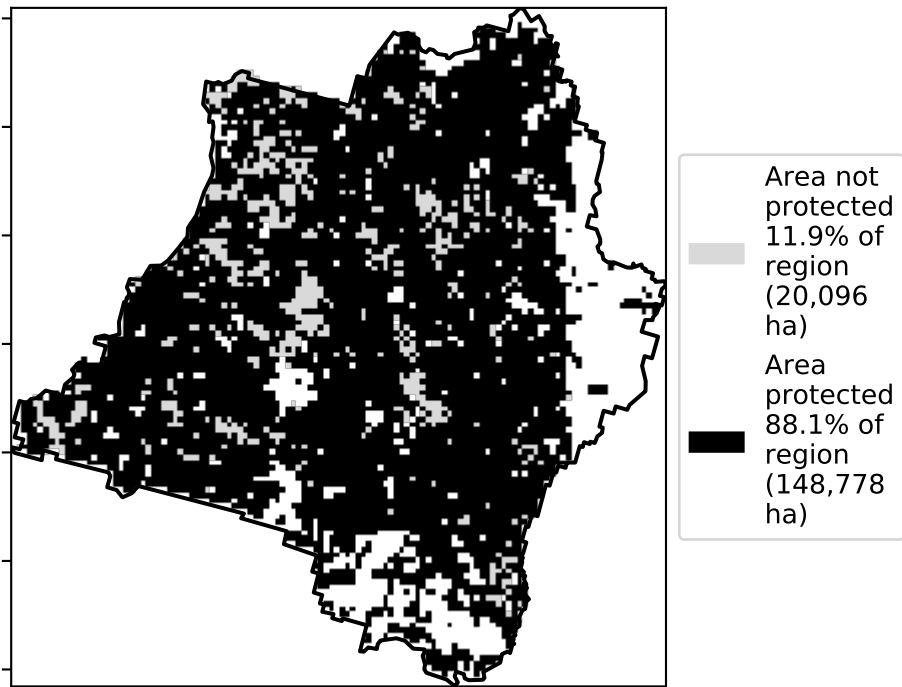 Area not
protected
11.9% of
region
(20,096
ha)
Area
protected
88.1% of
region
(148,778
ha)